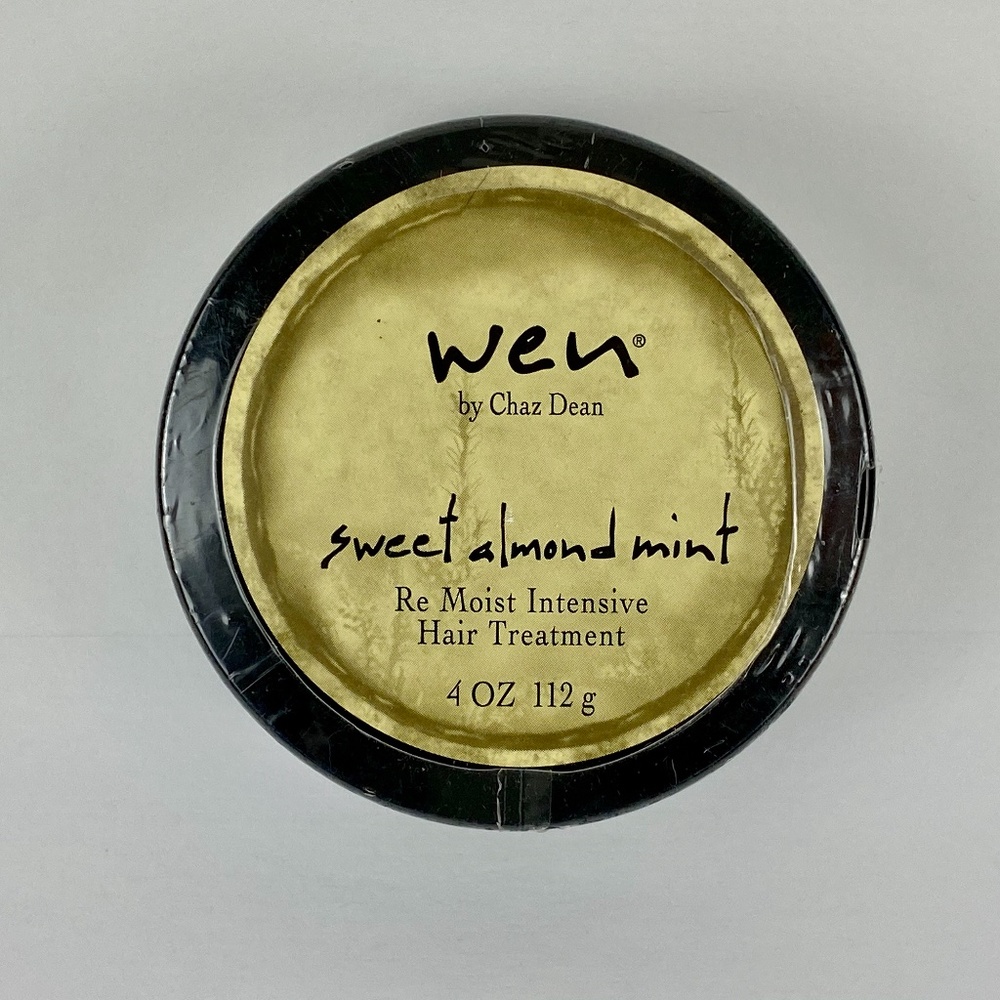 wen®
by Chaz Dean
sweet almond mint
Re Moist Intensive
Hair Treatment
4 OZ 112 g